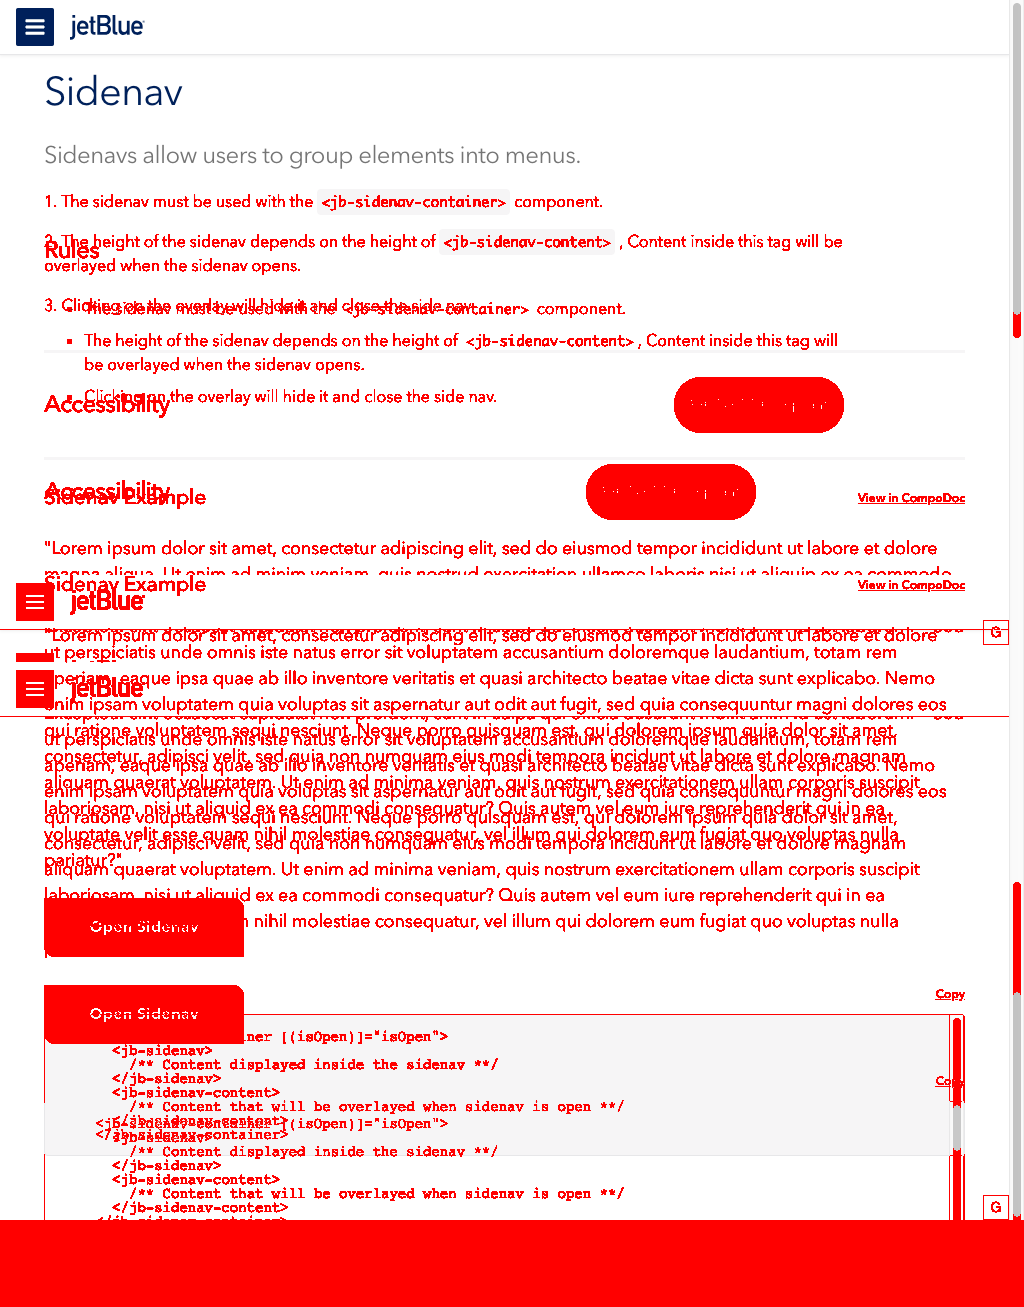 jetBlue
Sidenav
Sidenavs allow users to group elements into menus.
1. The sidenav must be used with the <jb-sidenav-container> component.
2. The height of the sidenav depends on the height of <jb-sidenav-content> , Content inside this tag will be
Rules
overlayed when the sidenav opens.
3. Clicking on the overlay will hide it and close the side nav.
The sidenav must be used with the <jb-sidenav-container> component.
The height of the sidenav depends on the height of <jb-sidenav-content> , Content inside this tag will
be overlayed when the sidenav opens.
Clicking on the overlay will hide it and close the side nav.
Accessibility
Accessibility
Sidenav Example
View in CompoDoc
"Lorem ipsum dolor sit amet, consectetur adipiscing elit, sed do eiusmod tempor incididunt ut labore et dolore
magna aliqua. Ut enim ad minim veniam, quis nostrud exercitation ullamco laboris nisi ut aliquip ex ea commodo
Sidenav Example
View in CompoDoc
jetBlue
G
"Lorem ipsum dolor sit amet, consectetur adipiscing elit, sed do eiusmod tempor incididunt ut labore et dolore
ut perspiciatis unde omnis iste natus error sit voluptatem accusantium doloremque laudantium, totam rem
aperiam, eaque ipsa quae ab illo inventore veritatis et quasi architecto beatae vitae dicta sunt explicabo. Nemo
jetBlue
enim ipsam voluptatem quia voluptas sit aspernatur aut odit aut fugit, sed quia consequuntur magni dolores eos
qui ratione voluptatem sequi nesciunt. Neque porro quisquam est, qui dolorem ipsum quia dolor sit amet,
ut perspiciatis unde omnis iste natus error sit voluptatem accusantium doloremque laudantium, totam rem
consectetur, adipisci velit, sed quia non numquam eius modi tempora incidunt ut labore et dolore magnam
aperiam, eaque ipsa quae ab illo inventore veritatis et quasi architecto beatae vitae dicta sunt explicabo. Nemo
aliquam quaerat voluptatem. Ut enim ad minima veniam, quis nostrum exercitationem ullam corporis suscipit
enim ipsam voluptatem quia voluptas sit aspernatur aut odit aut fugit, sed quia consequuntur magni dolores eos
laboriosam, nisi ut aliquid ex ea commodi consequatur? Quis autem vel eum iure reprehenderit qui in ea
qui ratione voluptatem sequi nesciunt. Neque porro quisquam est, qui dolorem ipsum quia dolor sit amet,
voluptate velit esse quam nihil molestiae consequatur, vel illum qui dolorem eum fugiat quo voluptas nulla
consectetur, adipisci velit, sed quia non numquam eius modi tempora incidunt ut labore et dolore magnam
pariatur?"
aliquam quaerat voluptatem. Ut enim ad minima veniam, quis nostrum exercitationem ullam corporis suscipit
laboriosam, nisi ut aliquid ex ea commodi consequatur? Quis autem vel eum iure reprehenderit qui in ea
nihil molestiae consequatur, vel illum qui dolorem eum fugiat quo voluptas nulla
Open Sidenav
Copy
Open Sidenav
[(isOpen)]="isOpen">
<jb-sidenav>
/** Content displayed inside the sidenav **/
</jb-sidenav>
Copy
<jb-sidenav-content>
/** Content that will be overlayed when sidenav is open **/
</jb-sidenav-content>
<jb-sidenav-container [(isOpen)]="isOpen">
</jb-sidenav-container>
<jb-sidenav>
/** Content displayed inside the sidenav **/
</jb-sidenav>
<jb-sidenav-content>
/** Content that will be overlayed when sidenav is open **/
</jb-sidenav-content>
G